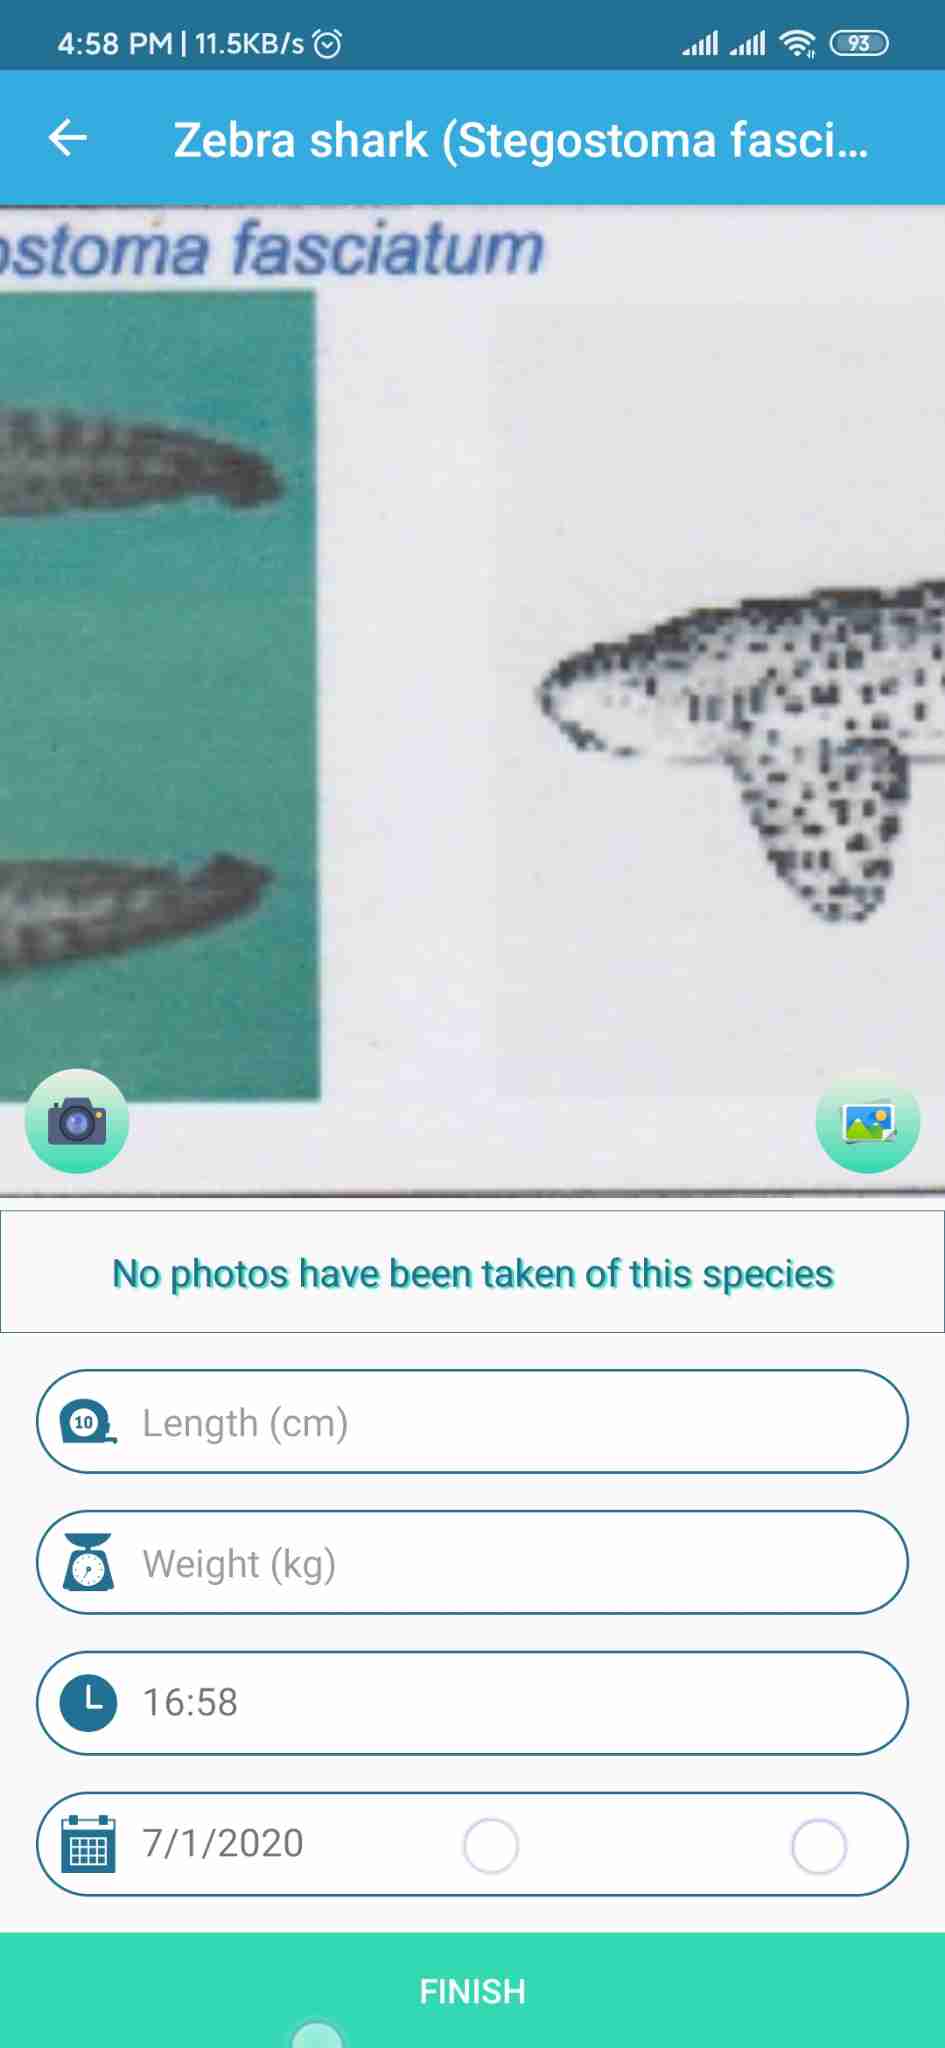 4:58 PM | 11.5KB/s
93
Zebra shark (Stegostoma fasci...
ostoma fasciatum
No photos have been taken of this species
10
Length (cm)
Weight (kg)
16:58
7/1/2020
FINISH